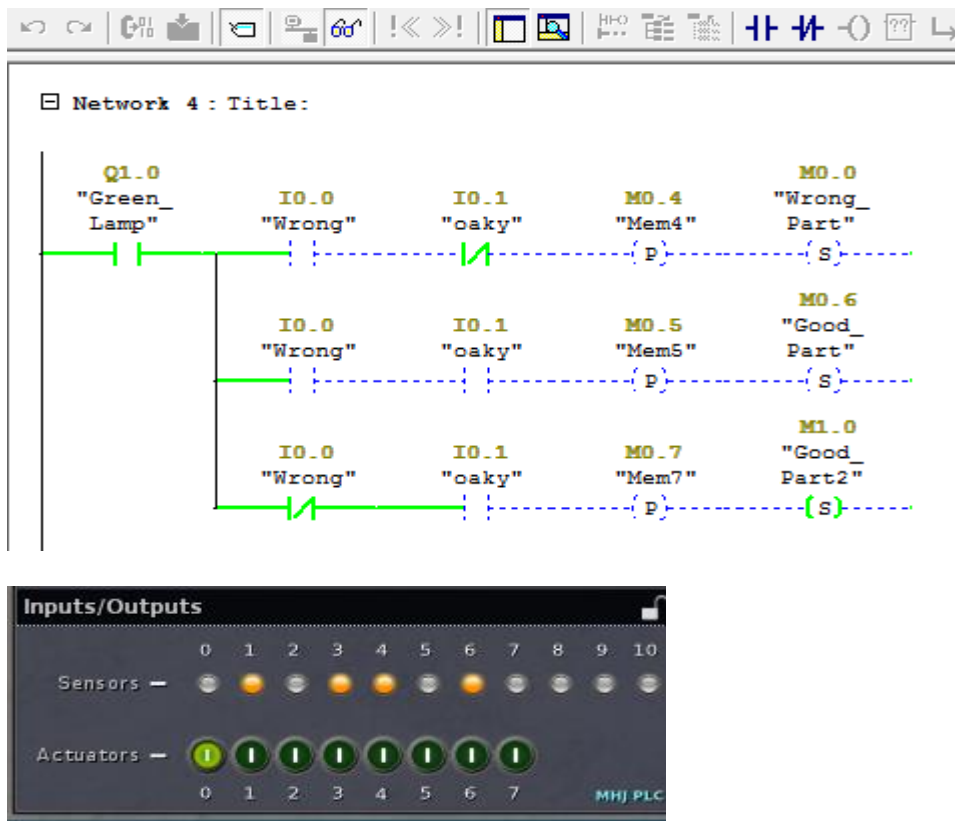 !« »!
??
Network 4 : Title:
Q1.0 M0.0
"Green_ I0.0 I0.1 M0.4 "Wrong_
Lamp" "Wrong" "oaky" "Mem4" Part"
P S
M0.6
I0.0 I0.1 M0.5 "Good_
"Wrong" "oaky" "Mem5" Part"
P S
M1.0
I0.0 I0.1 M0.7 "Good_
"Wrong" "oaky" "Mem7" Part2"
P S
Inputs/Outputs
0 1 2 3 4 5 6 7 8 9 10
Sensors
Actuators
0 1 2 3 4 5 6 7 MHJ PLC